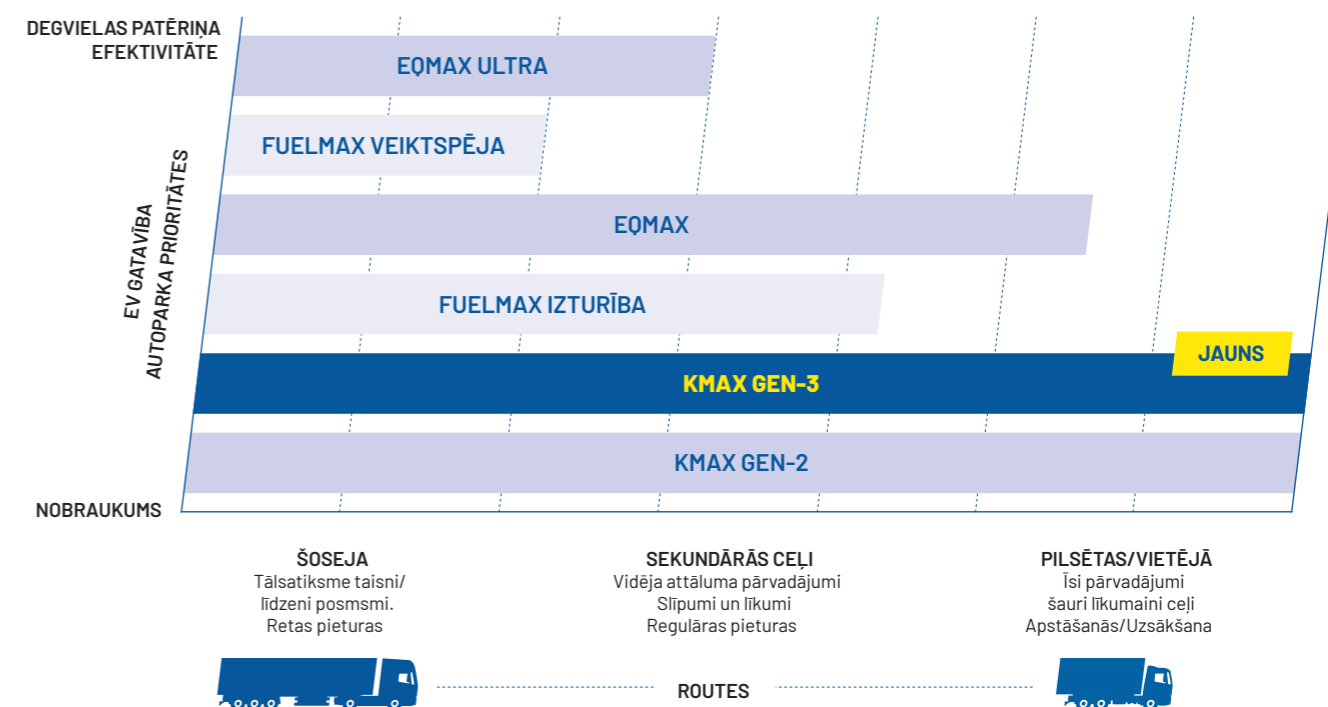 DEGVIELAS PATĒRIŅA
EFEKTIVITĀTE
EQMAX ULTRA
FUELMAX VEIKTSPĒJA
EV GATAVĪBA
AUTOPARKA PRIORITĀTES
EQMAX
FUELMAX IZTURĪBA
JAUNS
KMAX GEN-3
KMAX GEN-2
NOBRAUKUMS
ŠOSEJA
Tālsatiksme taisni/
līdzeni posmsmi.
Retas pieturas
SEKUNDĀRĀS CEĻI
Vidēja attāluma pārvadājumi
Slīpumi un līkumi
Regulāras pieturas
PILSĒTAS/VIETĒJĀ
Īsi pārvadājumi
šauri līkumaini ceļi
Apstāšanās/Uzsākšana
ROUTES